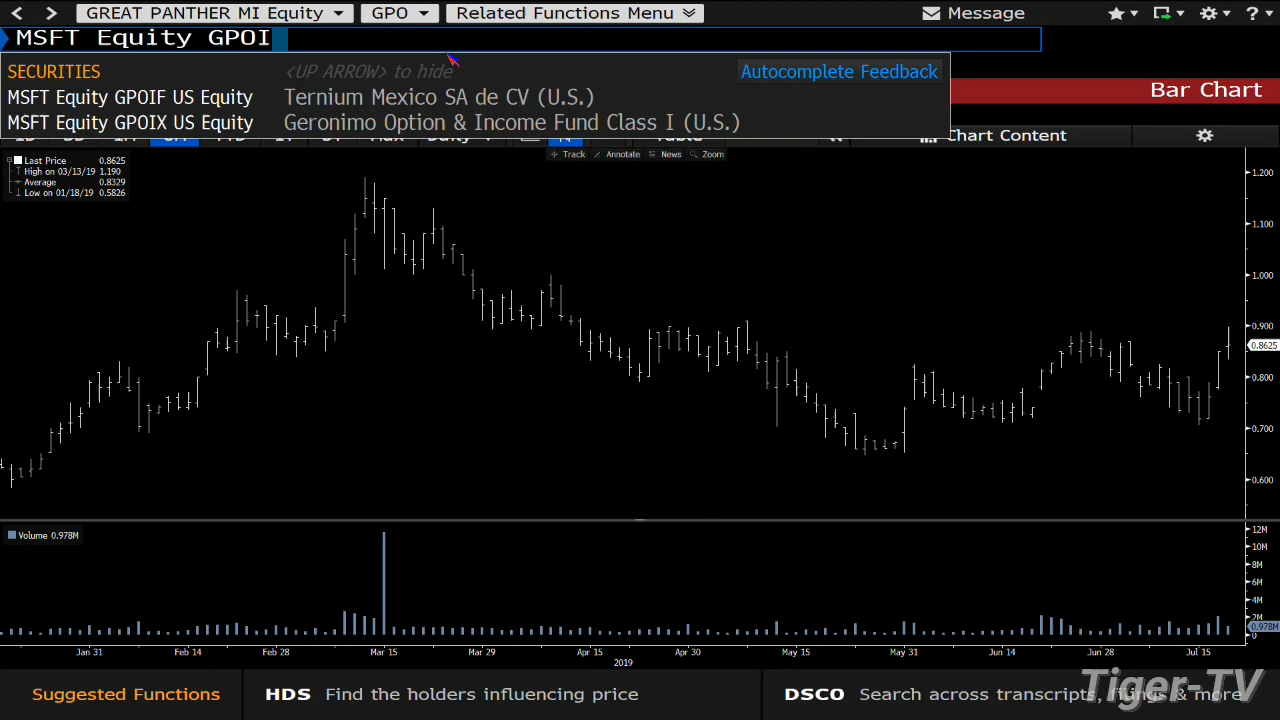 GREAT PANTHER MI Equity GPO Related Functions Menu Message ?
MSFT Equity GPOI
SECURITIES <UP ARROW> to hide Autocomplete Feedback
MSFT Equity GPOIF US Equity Ternium Mexico SA de CV (U.S.)
MSFT Equity GPOIX US Equity Geronimo Option & Income Fund Class I (U.S.)
Bar Chart
Chart Content
Track Annotate News Zoom
Last Price 0.8625
High on 03/13/19 1.190
Average 0.8329
Low on 01/18/19 0.5826
1.200
1.100
1.000
0.900
0.8625
0.800
0.700
0.600
Volume 0.978M
12M
10M
8M
6M
4M
2M
0.978M
0
Jan 31 Feb 14 Feb 28 Mar 15 Mar 29 Apr 15 Apr 30 May 15 May 31 Jun 14 Jun 28 Jul 15
2019
Suggested Functions HDS Find the holders influencing price DSCO Search across transcripts, filings & more
Tiger-TV